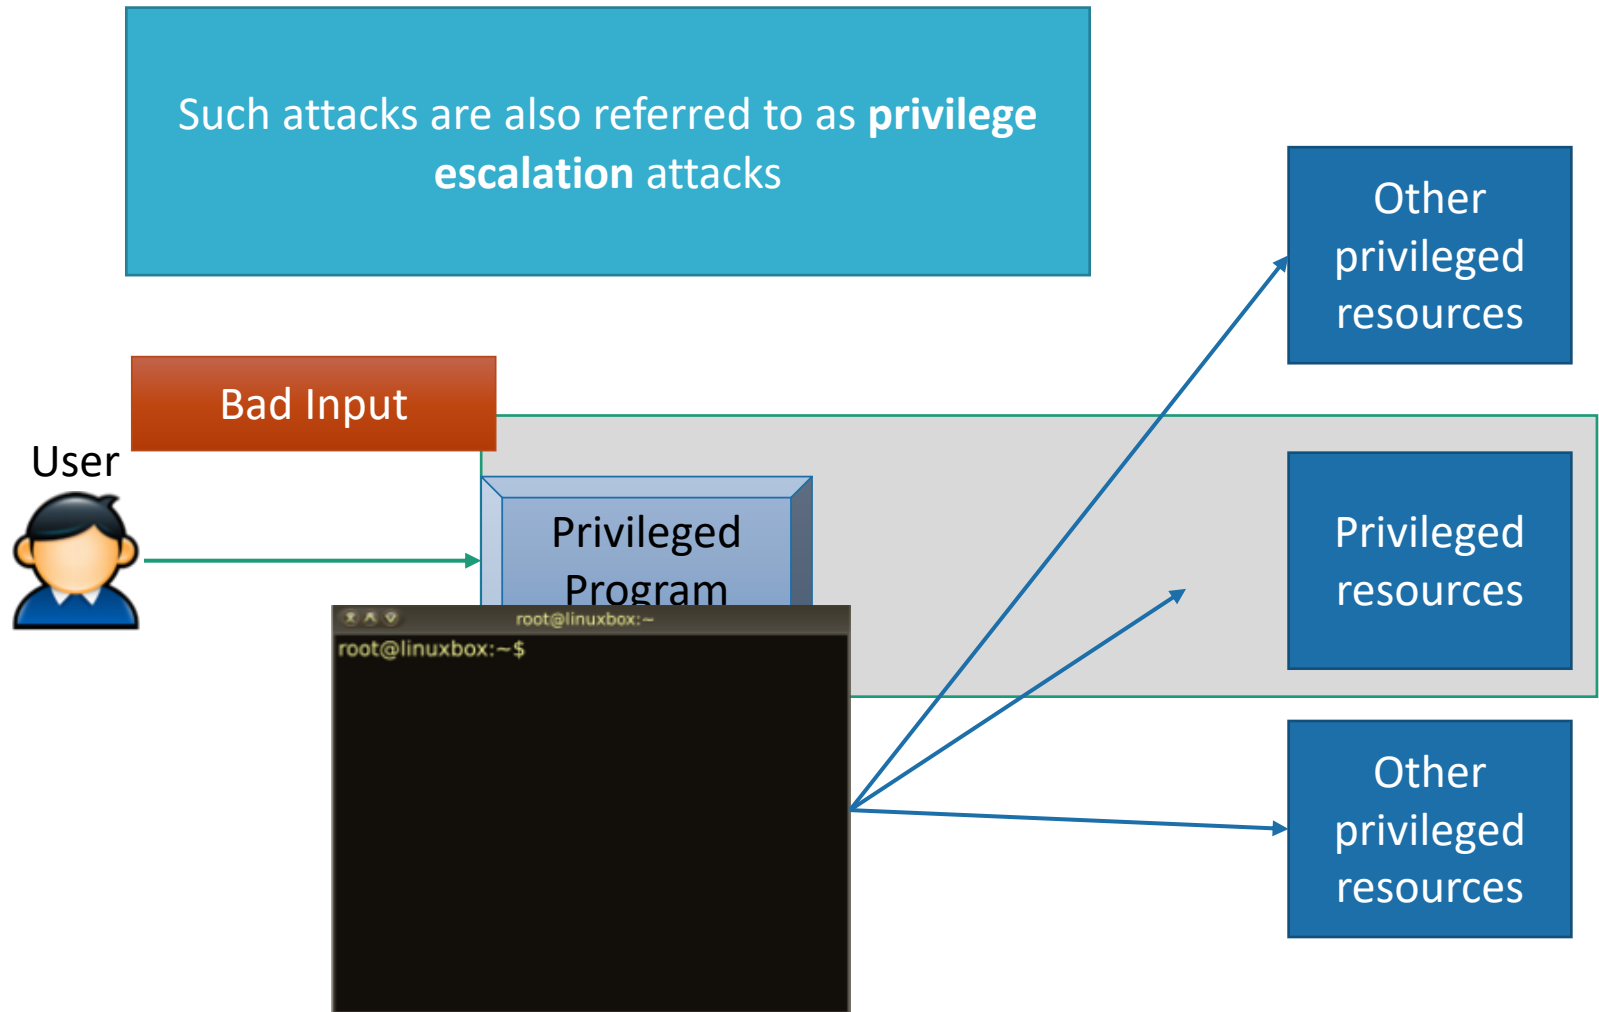 Such attacks are also referred to as privilege
escalation attacks
Other
privileged
resources
Bad Input
User
Privileged
Program
Privileged
resources
root@linuxbox:~
root@linuxbox:~$
Other
privileged
resources